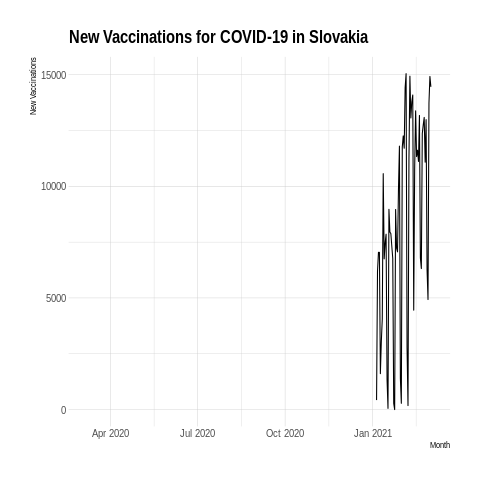 New Vaccinations for COVID-19 in Slovakia
New Vaccinations
15000
10000
5000
0
Apr 2020
Jul 2020
Oct 2020
Jan 2021
Month